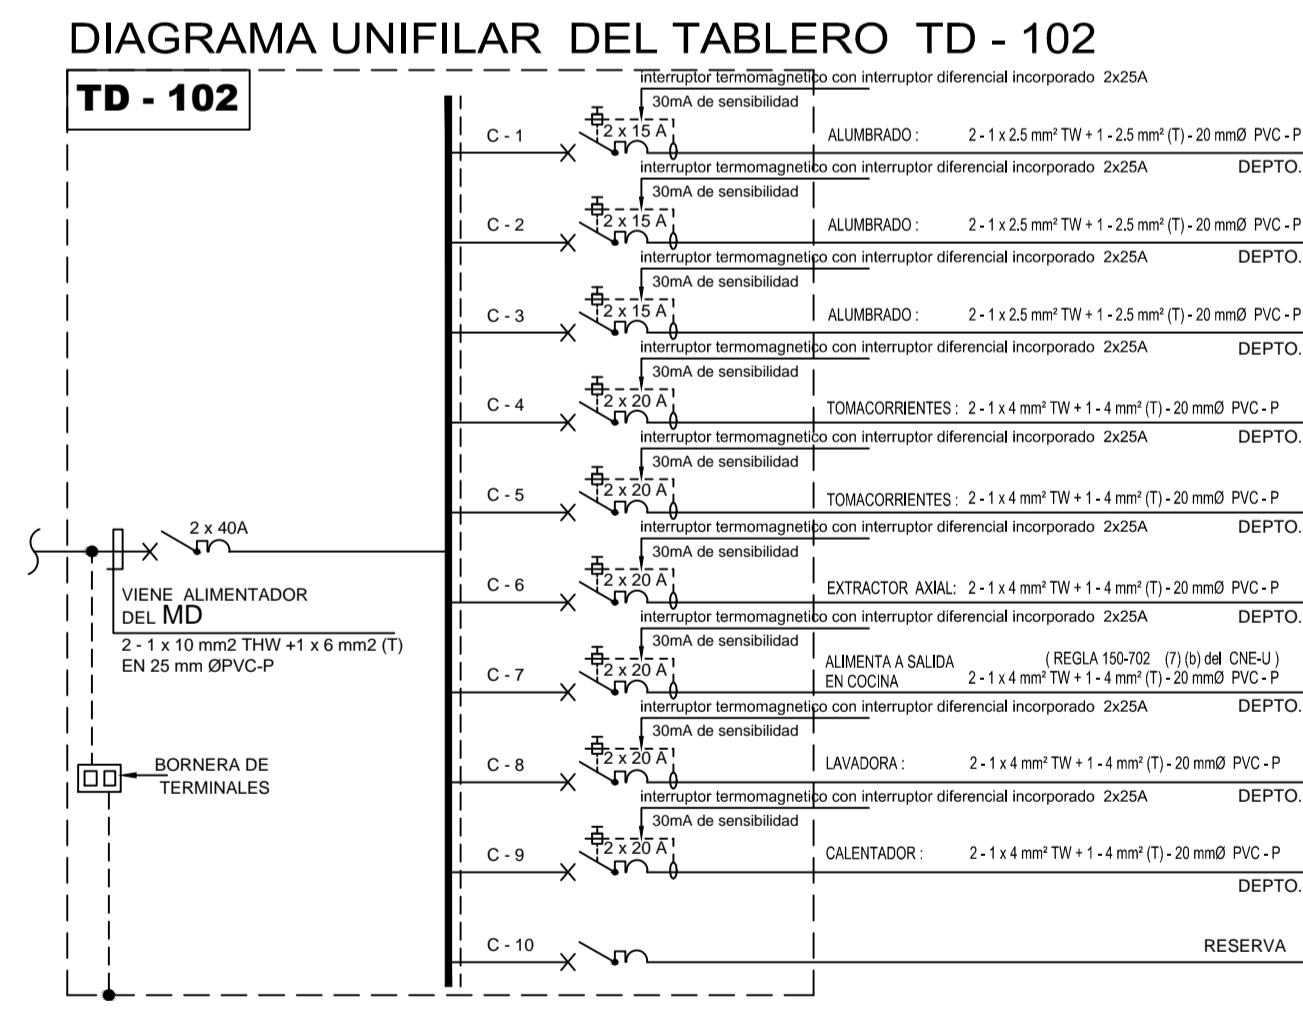 DIAGRAMA UNIFILAR DEL TABLERO TD - 102
TD - 102
interruptor termomagnetico con interruptor diferencial incorporado 2x25A
30mA de sensibilidad
C - 1
2 x 15 A
ALUMBRADO : 2 - 1 x 2.5 mm² TW + 1 - 2.5 mm² (T) - 20 mmØ PVC - P
DEPTO.
interruptor termomagnetico con interruptor diferencial incorporado 2x25A
30mA de sensibilidad
C - 2
2 x 15 A
ALUMBRADO : 2 - 1 x 2.5 mm² TW + 1 - 2.5 mm² (T) - 20 mmØ PVC - P
DEPTO.
interruptor termomagnetico con interruptor diferencial incorporado 2x25A
30mA de sensibilidad
C - 3
2 x 15 A
ALUMBRADO : 2 - 1 x 2.5 mm² TW + 1 - 2.5 mm² (T) - 20 mmØ PVC - P
DEPTO.
interruptor termomagnetico con interruptor diferencial incorporado 2x25A
30mA de sensibilidad
C - 4
2 x 20 A
TOMACORRIENTES : 2 - 1 x 4 mm² TW + 1 - 4 mm² (T) - 20 mmØ PVC - P
DEPTO.
interruptor termomagnetico con interruptor diferencial incorporado 2x25A
30mA de sensibilidad
C - 5
2 x 20 A
TOMACORRIENTES : 2 - 1 x 4 mm² TW + 1 - 4 mm² (T) - 20 mmØ PVC - P
DEPTO.
interruptor termomagnetico con interruptor diferencial incorporado 2x25A
30mA de sensibilidad
C - 6
2 x 20 A
EXTRACTOR AXIAL: 2 - 1 x 4 mm² TW + 1 - 4 mm² (T) - 20 mmØ PVC - P
DEPTO.
interruptor termomagnetico con interruptor diferencial incorporado 2x25A
30mA de sensibilidad
C - 7
2 x 20 A
ALIMENTA A SALIDA ( REGLA 150-702 (7) (b) del CNE-U )
EN COCINA 2 - 1 x 4 mm² TW + 1 - 4 mm² (T) - 20 mmØ PVC - P
DEPTO.
interruptor termomagnetico con interruptor diferencial incorporado 2x25A
30mA de sensibilidad
C - 8
2 x 20 A
LAVADORA : 2 - 1 x 4 mm² TW + 1 - 4 mm² (T) - 20 mmØ PVC - P
DEPTO.
interruptor termomagnetico con interruptor diferencial incorporado 2x25A
30mA de sensibilidad
C - 9
2 x 20 A
CALENTADOR : 2 - 1 x 4 mm² TW + 1 - 4 mm² (T) - 20 mmØ PVC - P
DEPTO.
C - 10
RESERVA
2 x 40A
VIENE ALIMENTADOR
DEL MD
2 - 1 x 10 mm2 THW +1 x 6 mm2 (T)
EN 25 mm ØPVC-P
BORNERA DE
TERMINALES